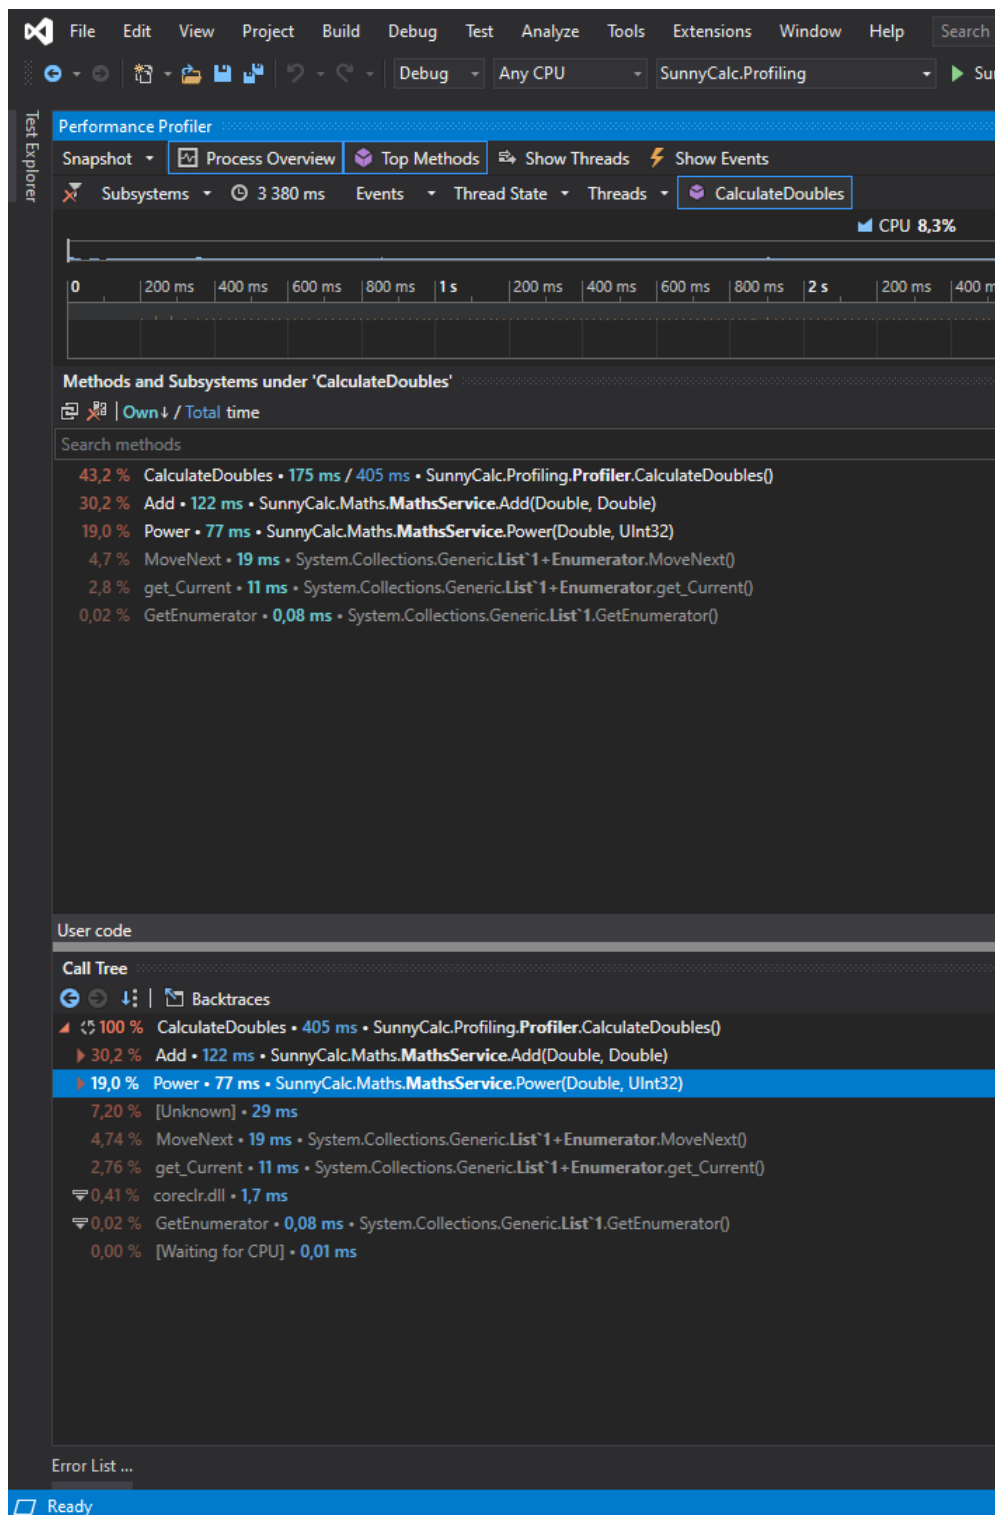 File Edit View Project Build Debug Test Analyze Tools Extensions Window Help Search
Debug Any CPU SunnyCalc.Profiling
Test Explorer
Performance Profiler
Snapshot Process Overview Top Methods Show Threads Show Events
Subsystems 3 380 ms Events Thread State Threads CalculateDoubles
CPU 8,3%
0 200 ms 400 ms 600 ms 800 ms 1 s 200 ms 400 ms 600 ms 800 ms 2 s 200 ms 400 m
Methods and Subsystems under 'CalculateDoubles'
Own↓ / Total time
Search methods
43,2 % CalculateDoubles • 175 ms / 405 ms • SunnyCalc.Profiling.Profiler.CalculateDoubles()
30,2 % Add • 122 ms • SunnyCalc.Maths.MathsService.Add(Double, Double)
19,0 % Power • 77 ms • SunnyCalc.Maths.MathsService.Power(Double, UInt32)
4,7 % MoveNext • 19 ms • System.Collections.Generic.List`1+Enumerator.MoveNext()
2,8 % get_Current • 11 ms • System.Collections.Generic.List`1+Enumerator.get_Current()
0,02 % GetEnumerator • 0,08 ms • System.Collections.Generic.List`1.GetEnumerator()
User code
Call Tree
Backtraces
100 % CalculateDoubles • 405 ms • SunnyCalc.Profiling.Profiler.CalculateDoubles()
30,2 % Add • 122 ms • SunnyCalc.Maths.MathsService.Add(Double, Double)
19,0 % Power • 77 ms • SunnyCalc.Maths.MathsService.Power(Double, UInt32)
7,20 % [Unknown] • 29 ms
4,74 % MoveNext • 19 ms • System.Collections.Generic.List`1+Enumerator.MoveNext()
2,76 % get_Current • 11 ms • System.Collections.Generic.List`1+Enumerator.get_Current()
0,41 % coreclr.dll • 1,7 ms
0,02 % GetEnumerator • 0,08 ms • System.Collections.Generic.List`1.GetEnumerator()
0,00 % [Waiting for CPU] • 0,01 ms
Error List ...
Ready